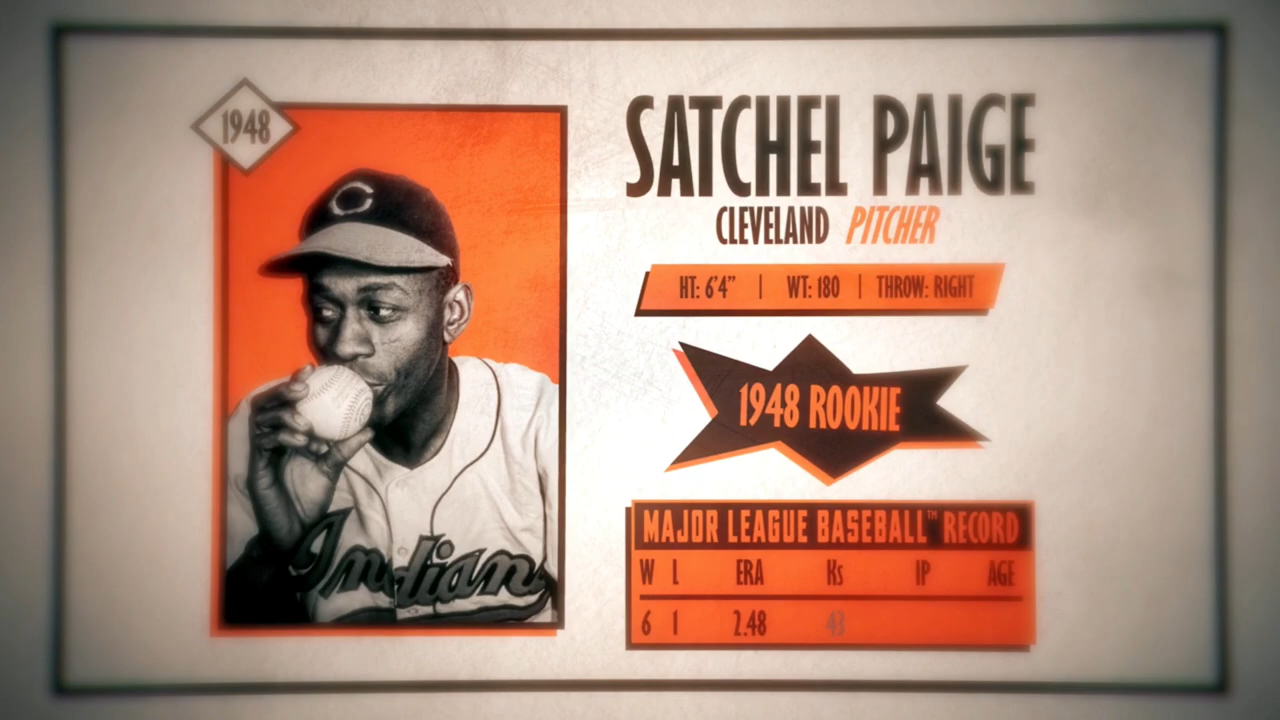 1948
C
Indians
SATCHEL PAIGE
CLEVELAND PITCHER
HT: 6'4" | WT: 180 | THROW: RIGHT
1948 ROOKIE
MAJOR LEAGUE BASEBALL™ RECORD
W L ERA Ks IP AGE
6 1 2.48 43